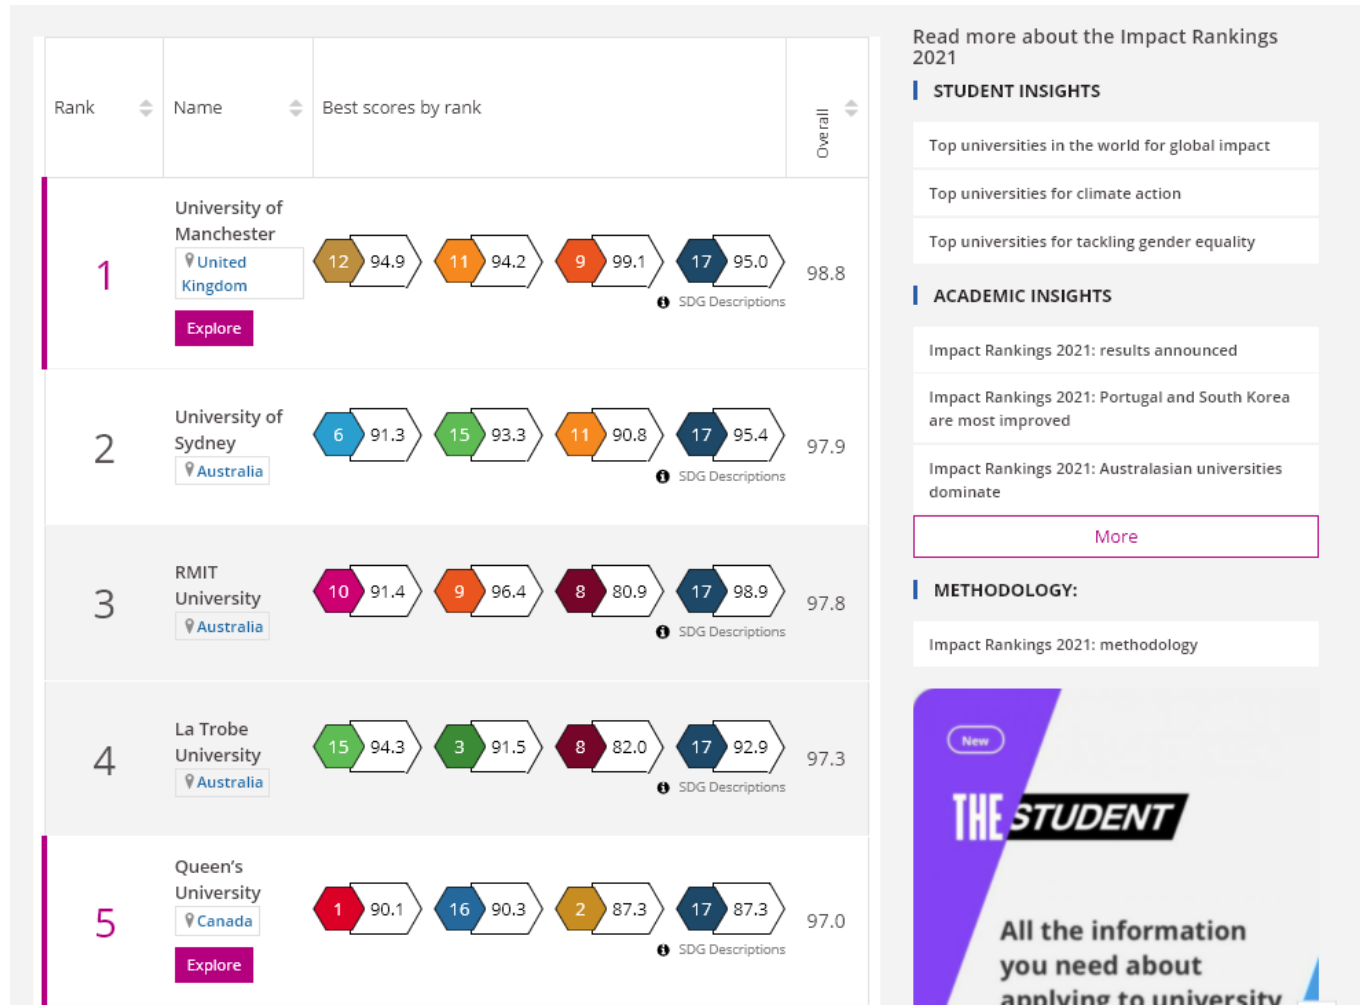 Rank
Name
Best scores by rank
Overall
1
University of
Manchester
United
Kingdom
Explore
12 94.9 11 94.2 9 99.1 17 95.0
SDG Descriptions
98.8
2
University of
Sydney
Australia
6 91.3 15 93.3 11 90.8 17 95.4
SDG Descriptions
97.9
3
RMIT
University
Australia
10 91.4 9 96.4 8 80.9 17 98.9
SDG Descriptions
97.8
4
La Trobe
University
Australia
15 94.3 3 91.5 8 82.0 17 92.9
SDG Descriptions
97.3
5
Queen's
University
Canada
Explore
1 90.1 16 90.3 2 87.3 17 87.3
SDG Descriptions
97.0
Read more about the Impact Rankings
2021
STUDENT INSIGHTS
Top universities in the world for global impact
Top universities for climate action
Top universities for tackling gender equality
ACADEMIC INSIGHTS
Impact Rankings 2021: results announced
Impact Rankings 2021: Portugal and South Korea
are most improved
Impact Rankings 2021: Australasian universities
dominate
More
METHODOLOGY:
Impact Rankings 2021: methodology
New
THE STUDENT
All the information
you need about
applying to university